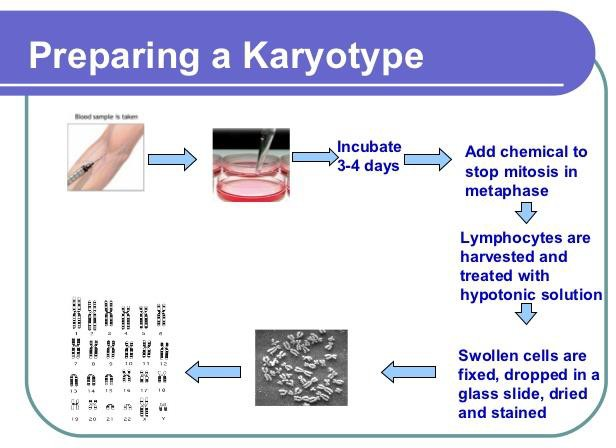 Preparing a Karyotype
Blood sample is taken
Incubate
3-4 days
Add chemical to
stop mitosis in
metaphase
Lymphocytes are
harvested and
treated with
hypotonic solution
Swollen cells are
fixed, dropped in a
glass slide, dried
and stained
1 2 3 4 5 6
7 8 9 10 11 12
13 14 15 16 17 18
19 20 21 22 X Y